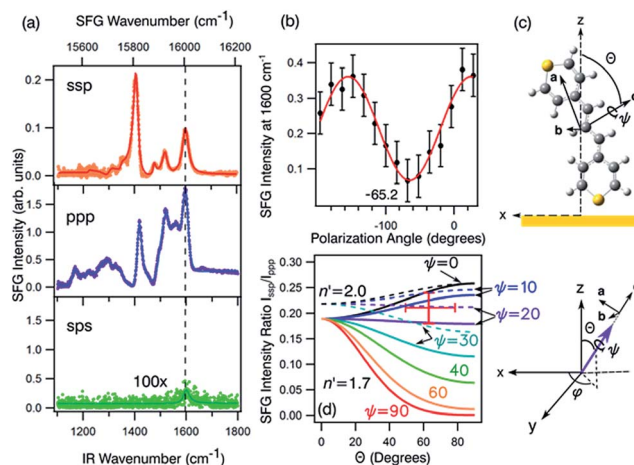 (a)
SFG Wavenumber (cm⁻¹)
15600 15800 16000 16200
ssp
0.2
0.1
0.0
ppp
1.5
1.0
0.5
0.0
sps
1.5
1.0
0.5
0.0
100x
SFG Intensity (arb. units)
1200 1400 1600 1800
IR Wavenumber (cm⁻¹)
(b)
SFG Intensity at 1600 cm⁻¹
0.4
0.3
0.2
0.1
-65.2
-150 -100 -50 0
Polarization Angle (degrees)
SFG Intensity Ratio Issp/Ippp
0.30
0.25
0.20
0.15
0.10
0.05
0.00
n'=2.0
ψ=0
ψ=10
ψ=20
ψ=30
40
n'=1.7
60
(d)
ψ=90
0 20 40 60 80
Θ (Degrees)
(c)
z
Θ
a
c
ψ
b
x
z
a
c
b
Θ
ψ
x
φ
y